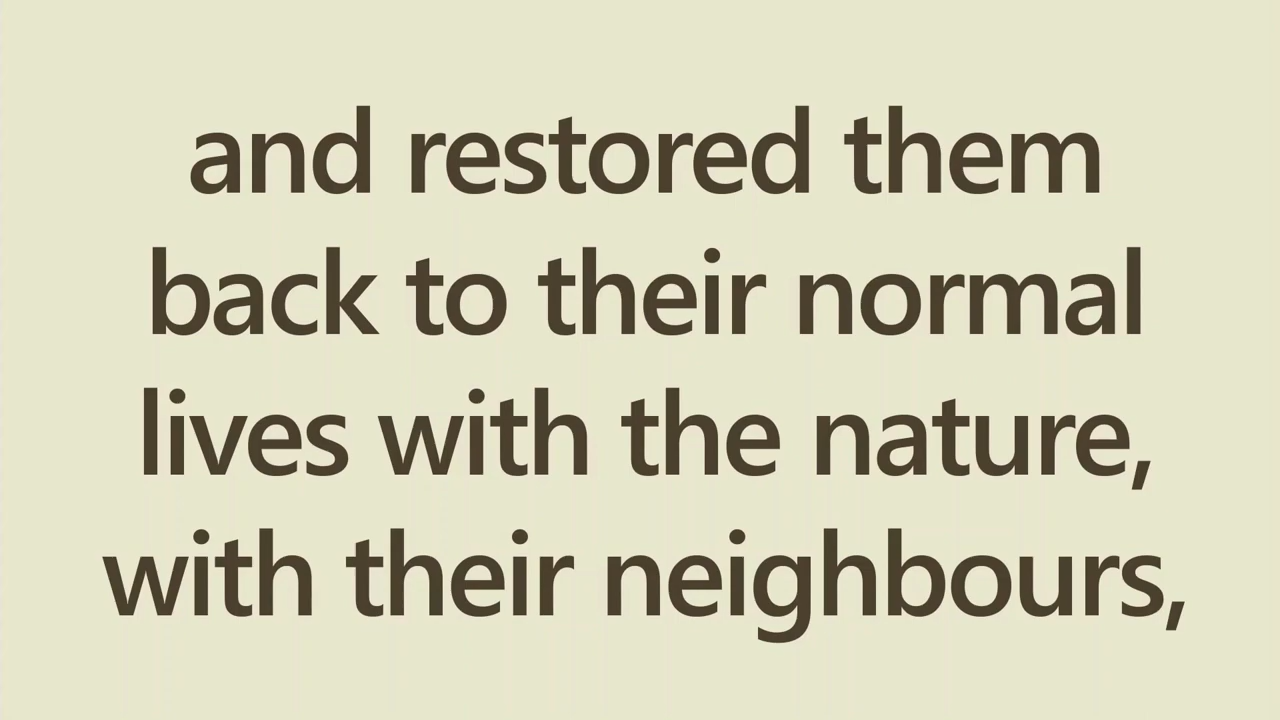 and restored them
back to their normal
lives with the nature,
with their neighbours,